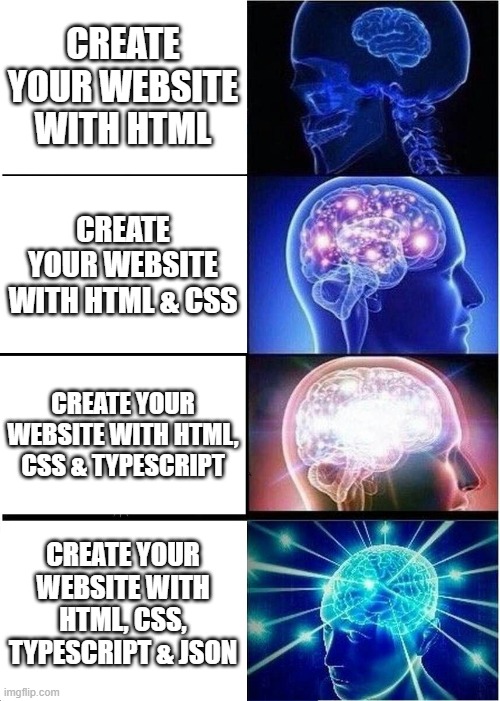 CREATE
YOUR WEBSITE
WITH HTML
CREATE
YOUR WEBSITE
WITH HTML & CSS
CREATE YOUR
WEBSITE WITH HTML,
CSS & TYPESCRIPT
CREATE YOUR
WEBSITE WITH
HTML, CSS,
TYPESCRIPT & JSON
imgflip.com